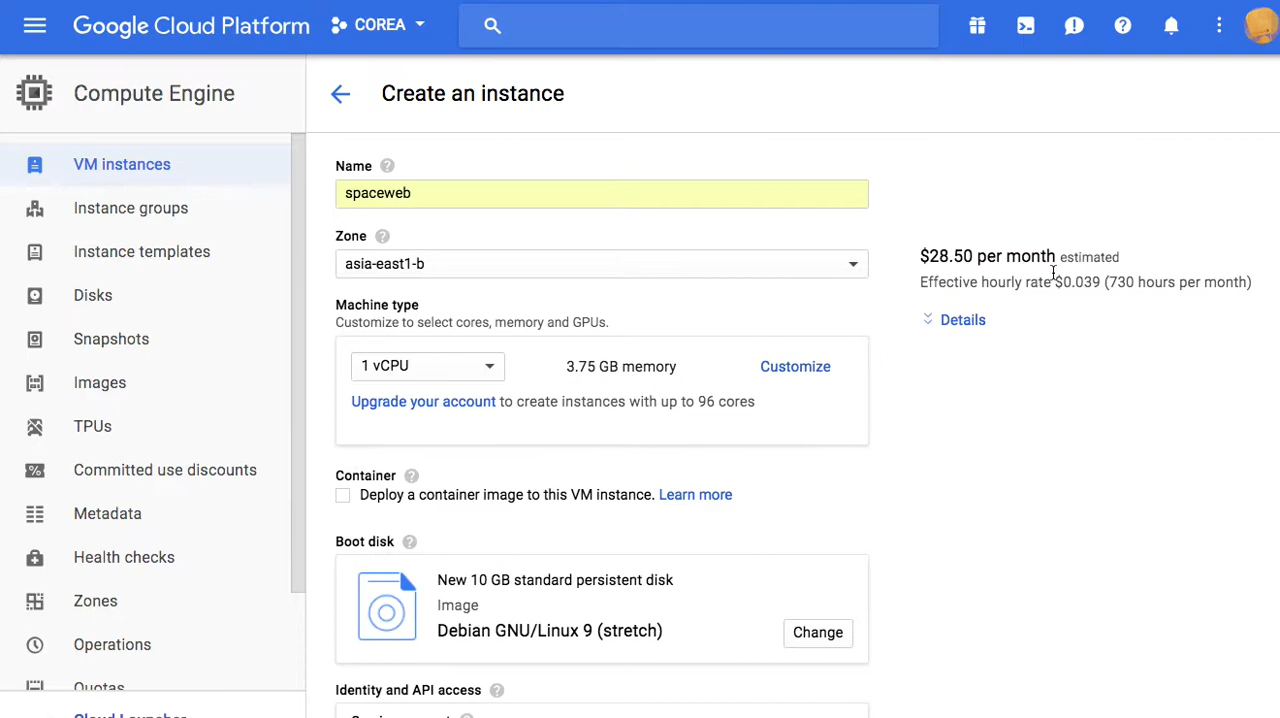 Google Cloud Platform
COREA
Compute Engine
Create an instance
VM instances
Instance groups
Instance templates
Disks
Snapshots
Images
TPUs
Committed use discounts
Metadata
Health checks
Zones
Operations
Quotas
Cloud Launcher
Name
spaceweb
Zone
asia-east1-b
Machine type
Customize to select cores, memory and GPUs.
1 vCPU
3.75 GB memory
Customize
Upgrade your account to create instances with up to 96 cores
Container
Deploy a container image to this VM instance. Learn more
Boot disk
New 10 GB standard persistent disk
Image
Debian GNU/Linux 9 (stretch)
Change
Identity and API access
Service account
$28.50 per month estimated
Effective hourly rate $0.039 (730 hours per month)
Details